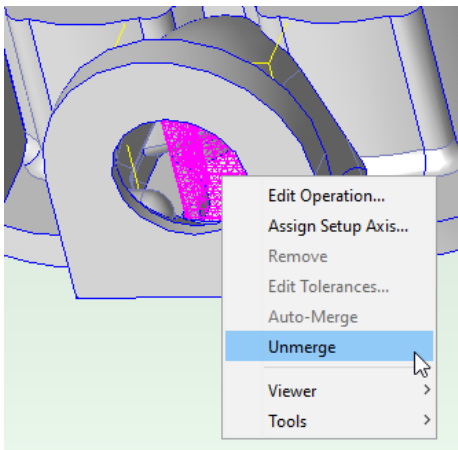 Edit Operation...
Assign Setup Axis...
Remove
Edit Tolerances...
Auto-Merge
Unmerge
Viewer
Tools